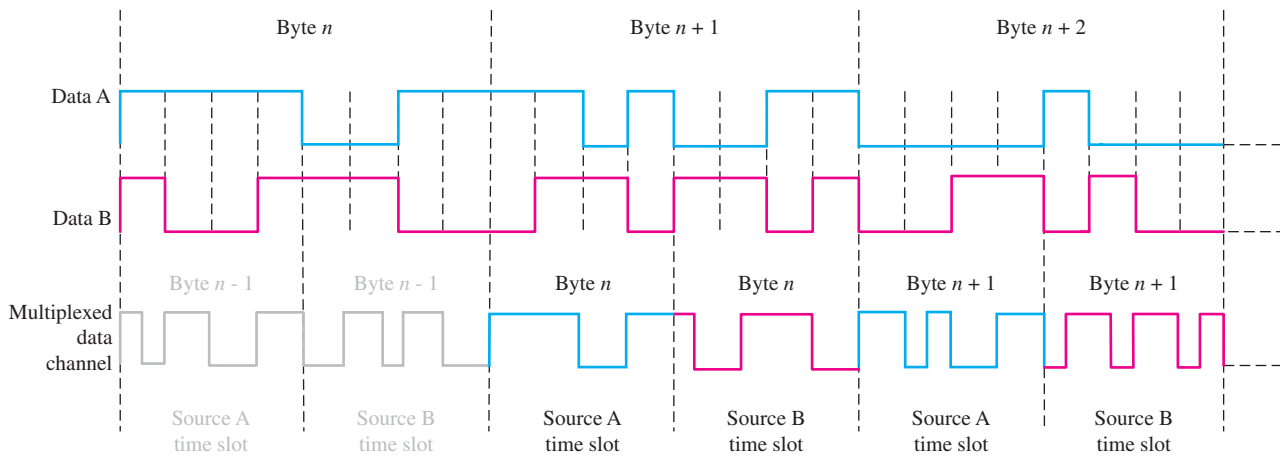 Byte n
Byte n + 1
Byte n + 2
Data A
Data B
Byte n - 1
Byte n - 1
Byte n
Byte n
Byte n + 1
Byte n + 1
Multiplexed
data
channel
Source A
time slot
Source B
time slot
Source A
time slot
Source B
time slot
Source A
time slot
Source B
time slot